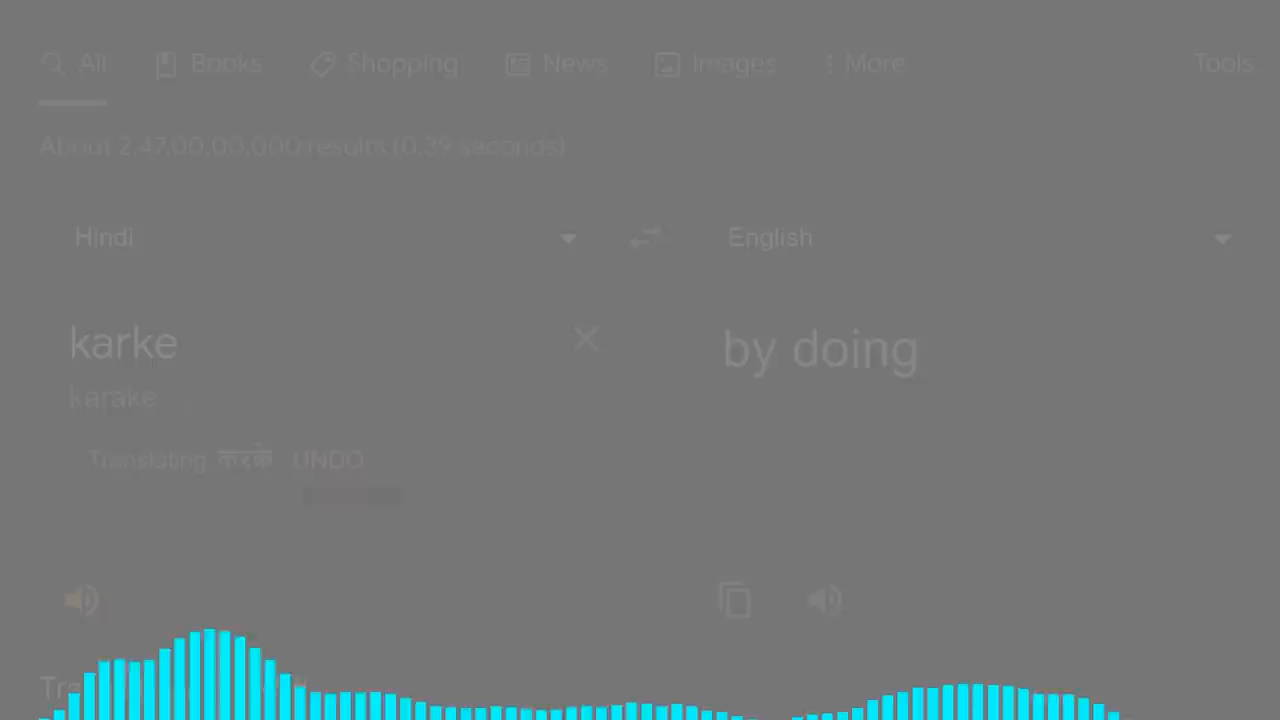 All Books Shopping News Images More Tools
About 2,47,00,00,000 results (0.39 seconds)
Hindi English
karke by doing
karake
Translating करके UNDO